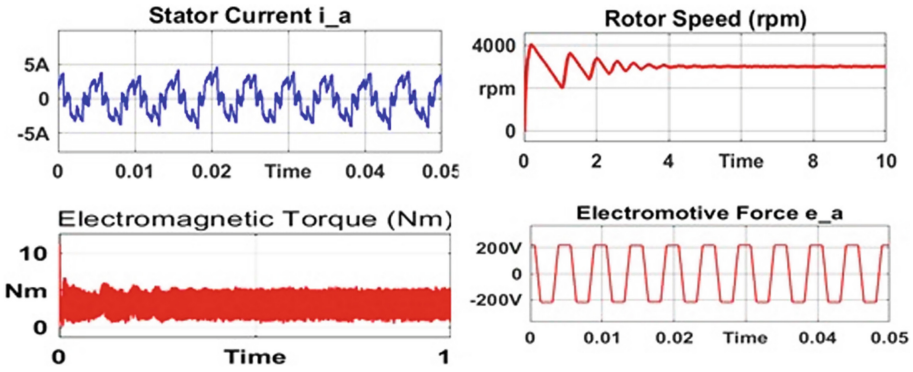 Stator Current i_a
5A
0
-5A
0 0.01 0.02 Time 0.04 0.05
Rotor Speed (rpm)
4000
rpm
0
0 2 4 Time 8 10
Electromagnetic Torque (Nm)
10
Nm
0
0 Time 1
Electromotive Force e_a
200V
0
-200V
0 0.01 0.02 Time 0.04 0.05